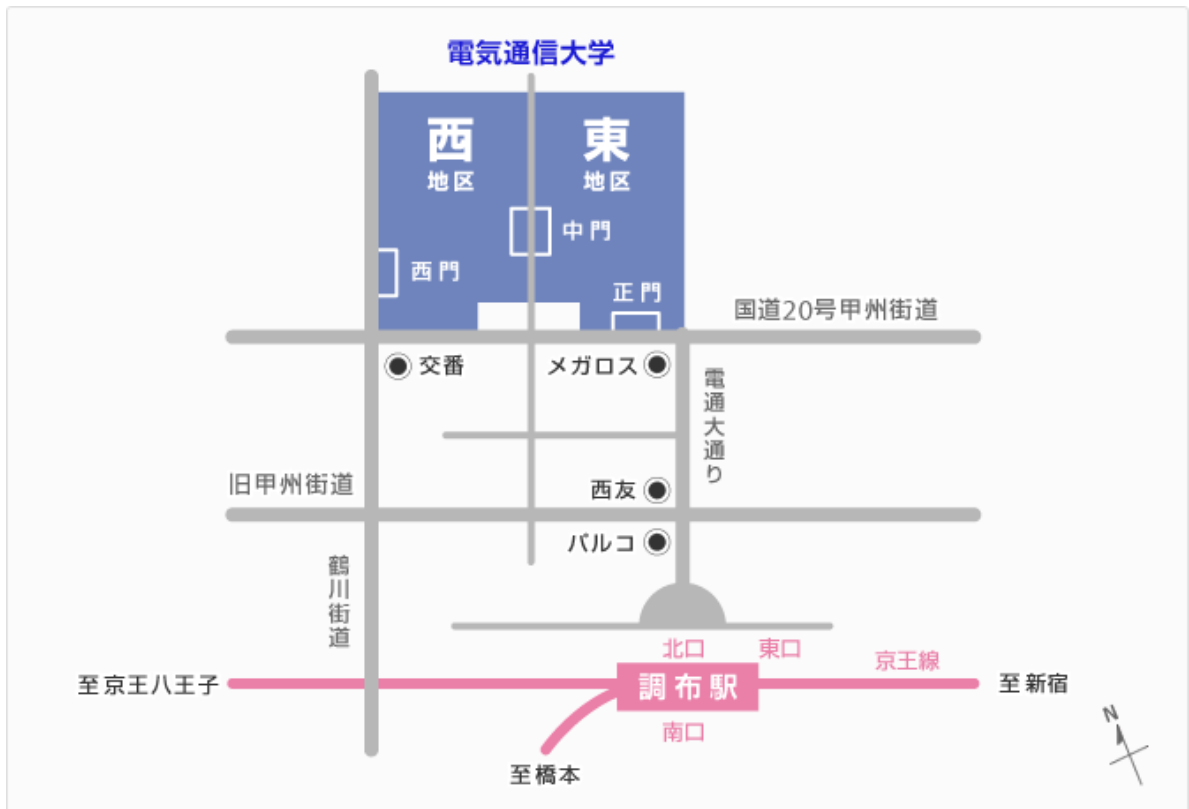 電気通信大学
西
地区
東
地区
中門
西門
正門
国道20号甲州街道
交番
メガロス
電通大通り
旧甲州街道
西友
パルコ
鶴川街道
北口
東口
京王線
至京王八王子
調布駅
至新宿
南口
至橋本
N